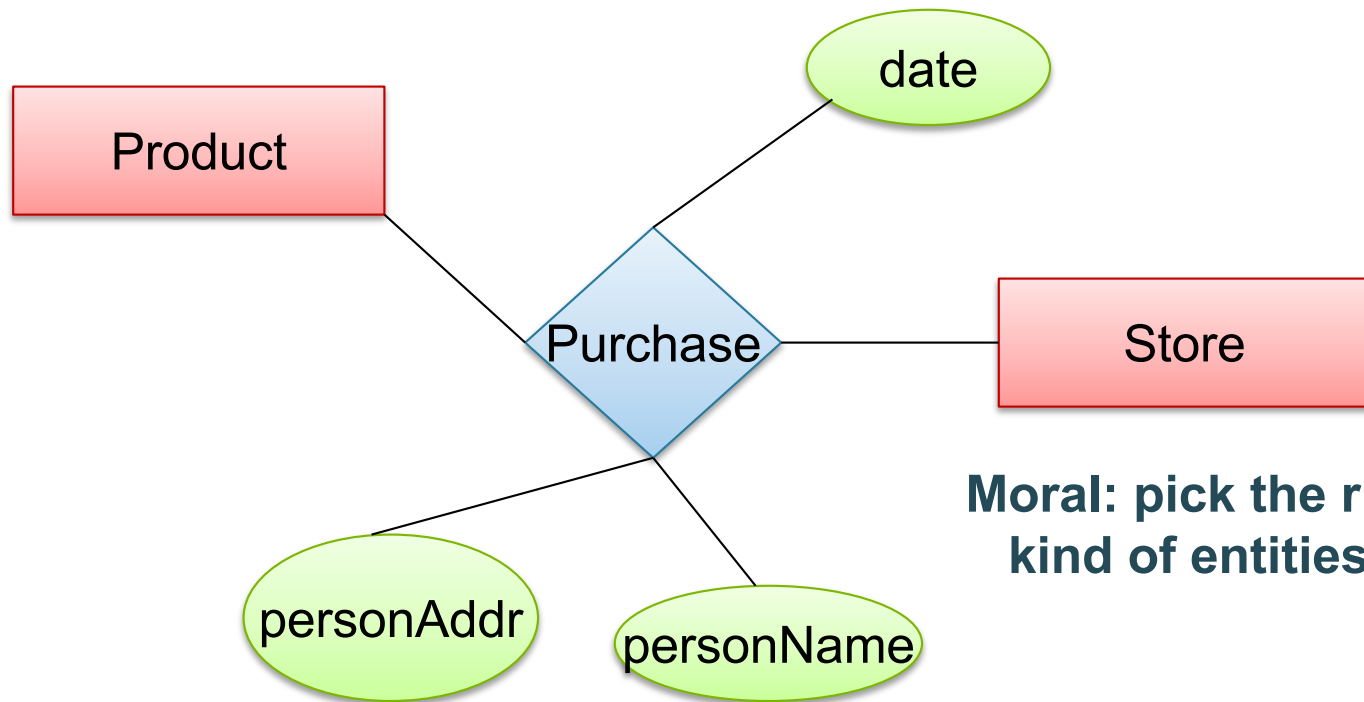 date
Product
Purchase
Store
Moral: pick the r
kind of entities
personAddr
personName